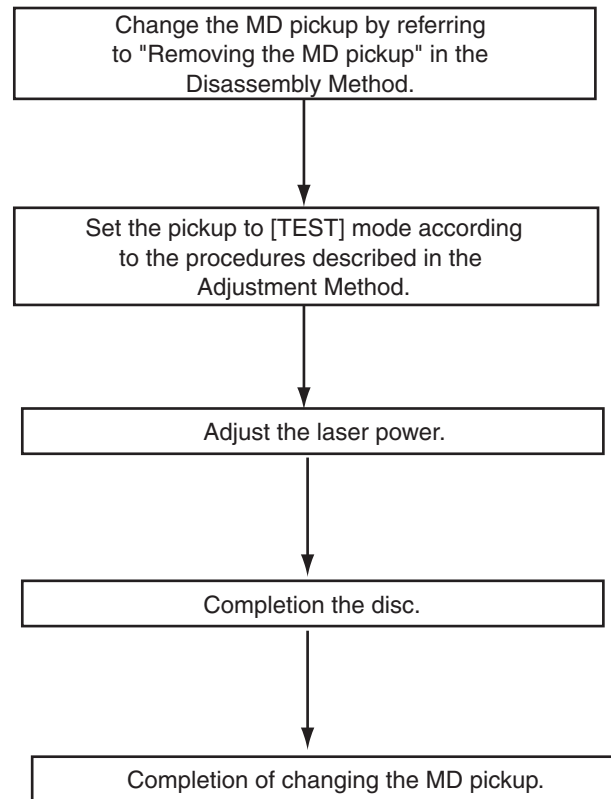 Change the MD pickup by referring
to "Removing the MD pickup" in the
Disassembly Method.
Set the pickup to [TEST] mode according
to the procedures described in the
Adjustment Method.
Adjust the laser power.
Completion the disc.
Completion of changing the MD pickup.